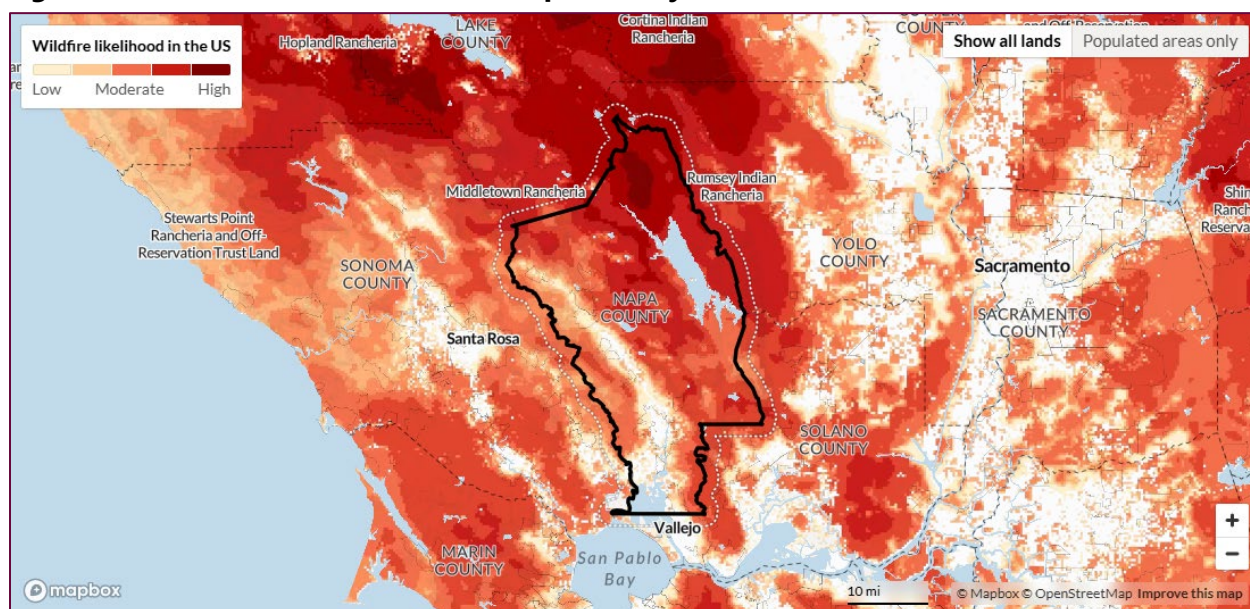 Wildfire likelihood in the US
Low Moderate High
Show all lands
Populated areas only
LAKE
COUNTY
Hopland Rancheria
Cortina Indian
Rancheria
Middletown Rancheria
Rumsey Indian
Rancheria
Stewarts Point
Rancheria and Off-
Reservation Trust Land
SONOMA
COUNTY
NAPA
COUNTY
YOLO
COUNTY
Sacramento
SACRAMENTO
COUNTY
Santa Rosa
SOLANO
COUNTY
Vallejo
MARIN
COUNTY
San Pablo
Bay
+
−
mapbox
10 mi
© Mapbox © OpenStreetMap Improve this map